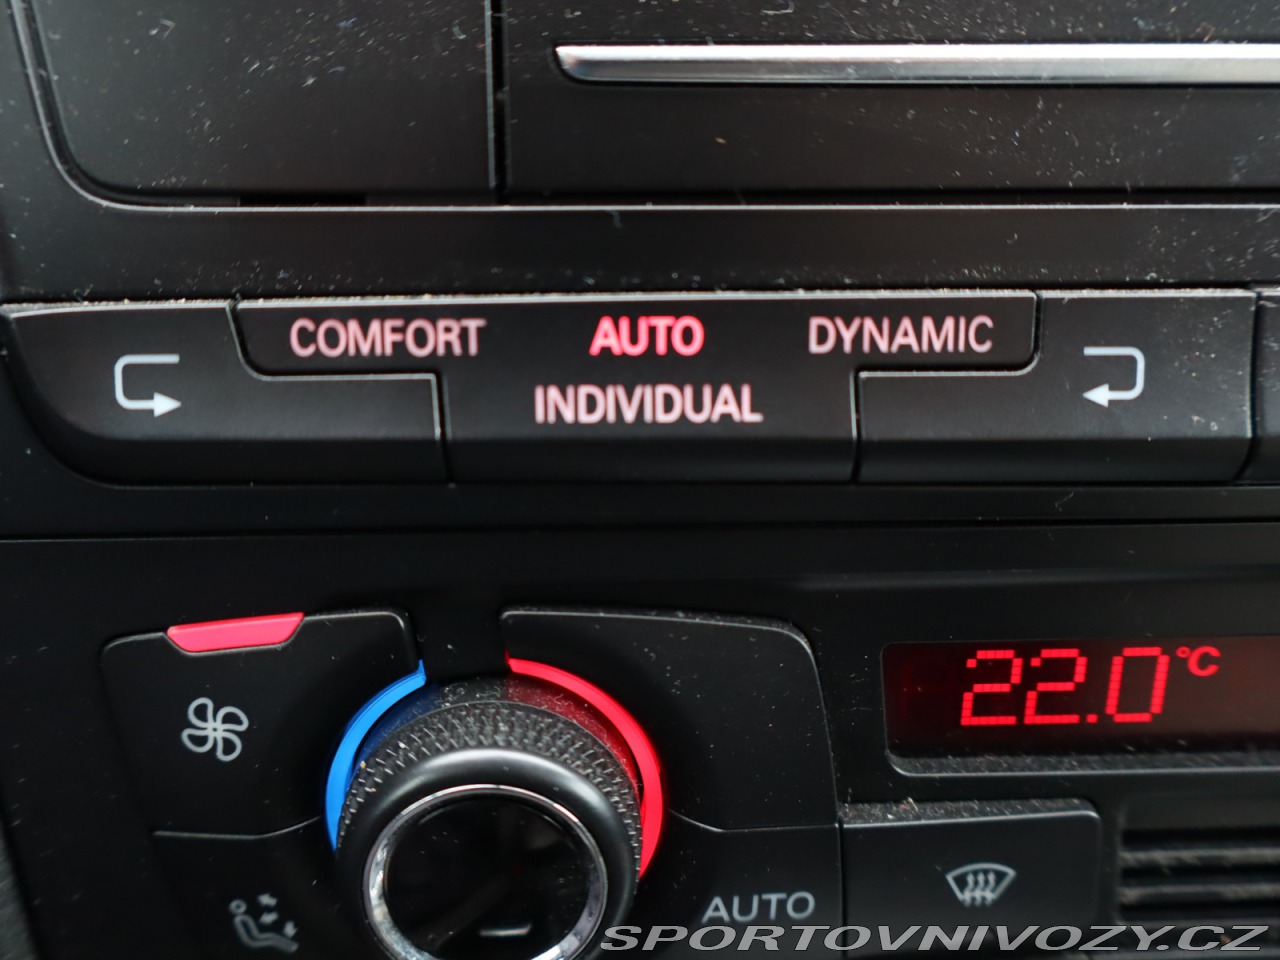 COMFORT AUTO DYNAMIC
INDIVIDUAL
22.0°C
AUTO
SPORTOVNIVOZY.CZ